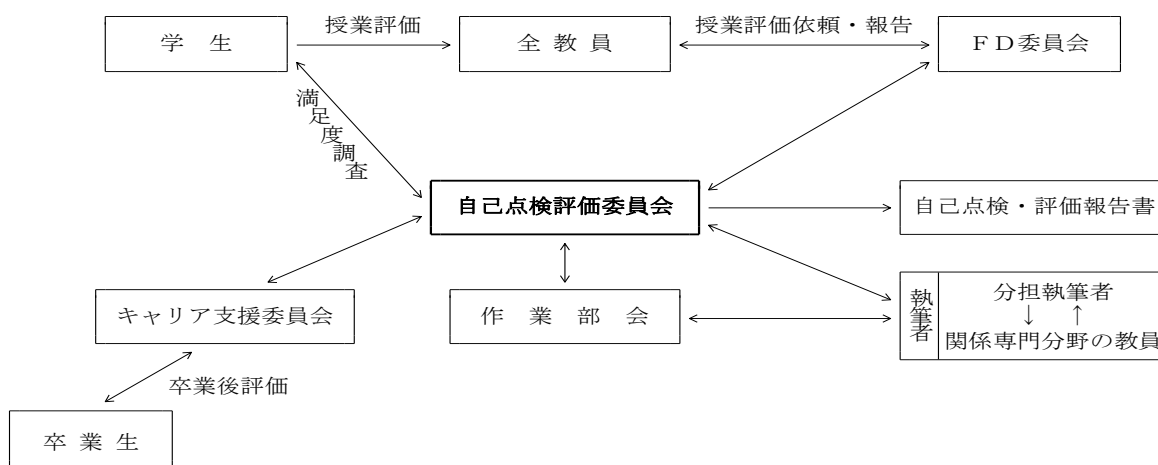 授業評価
授業評価依頼・報告
学 生
全 教 員
ＦＤ委員会
満足度調査
自己点検評価委員会
自己点検・評価報告書
キャリア支援委員会
作 業 部 会
執筆者
分担執筆者
↓ ↑
関係専門分野の教員
卒業後評価
卒 業 生